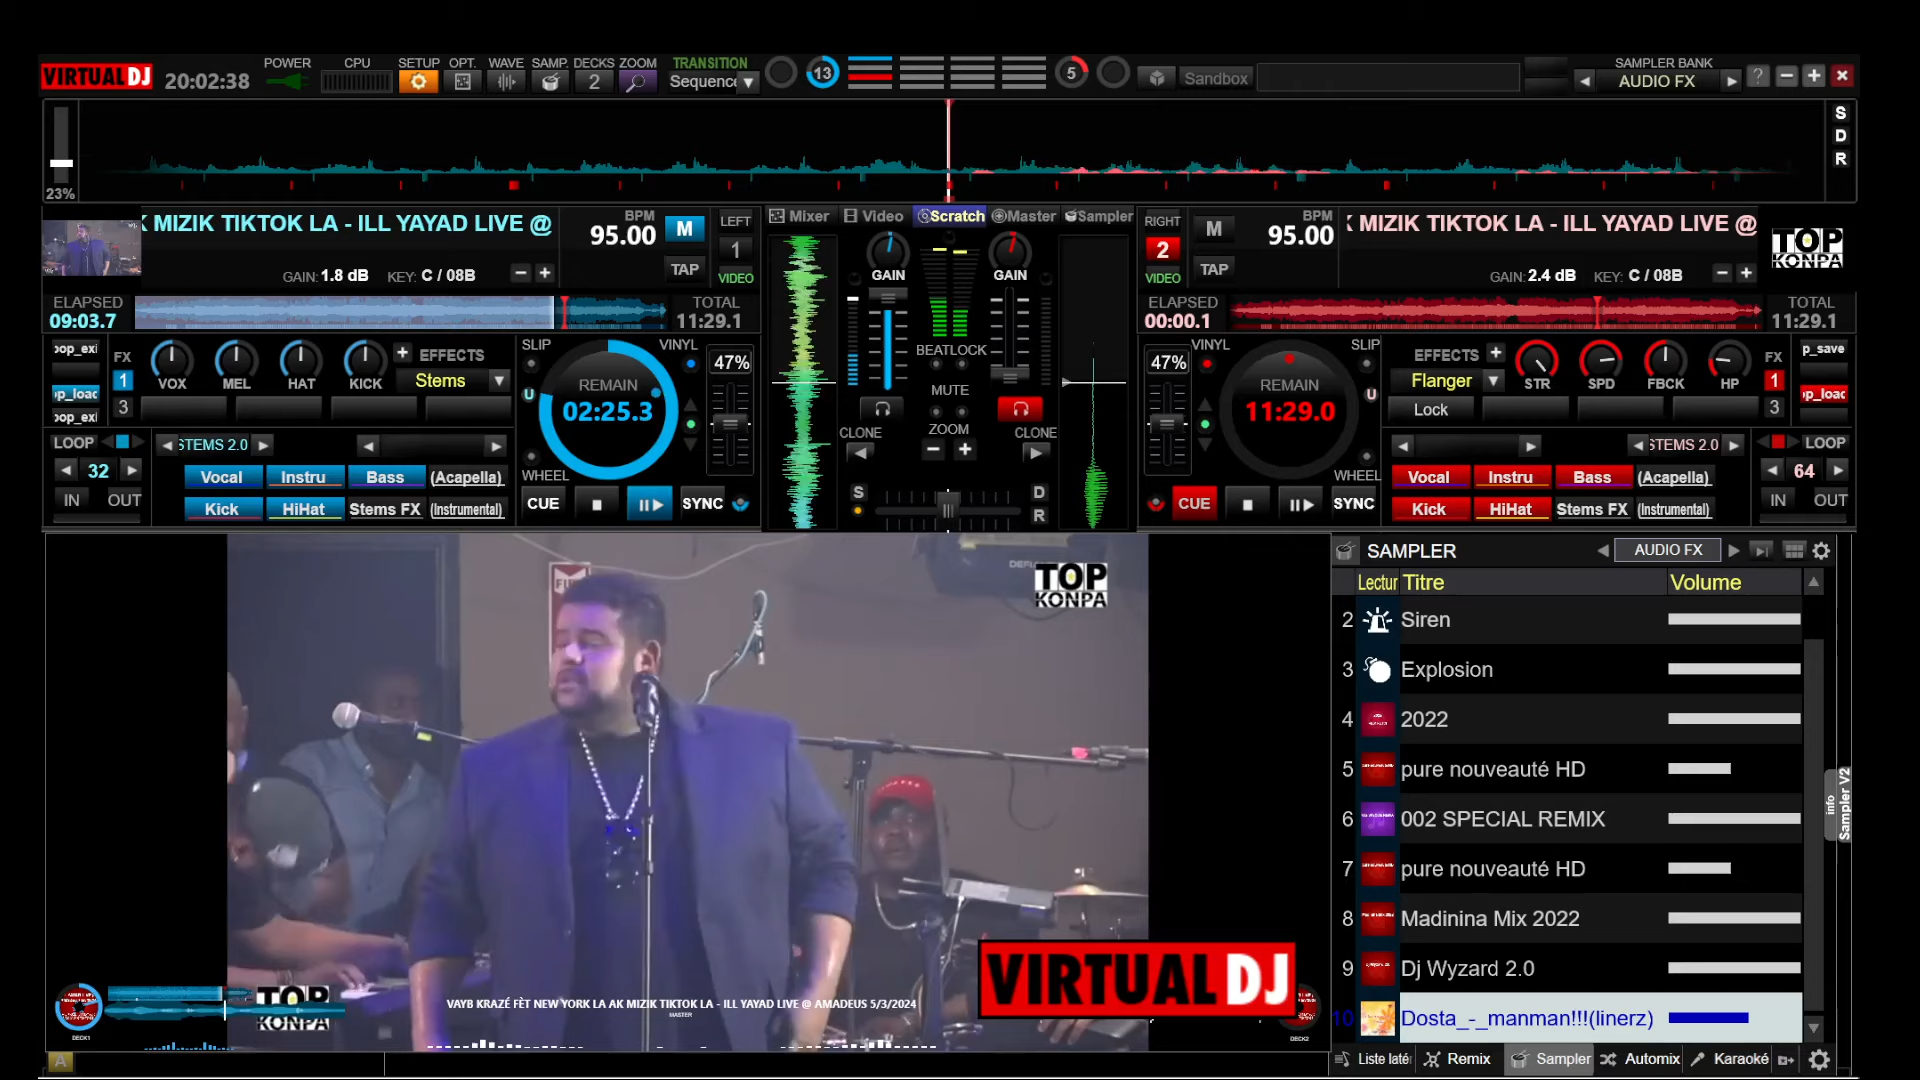 VIRTUAL DJ 20:02:38 POWER CPU SETUP OPT. WAVE SAMP. DECKS 2 ZOOM TRANSITION Sequenc 13 5 Sandbox SAMPLER BANK AUDIO FX ?
23% S D R
K MIZIK TIKTOK LA - ILL YAYAD LIVE @
BPM 95.00 M TAP
GAIN: 1.8 dB KEY: C / 08B
LEFT 1 VIDEO
ELAPSED 09:03.7 TOTAL 11:29.1
Mixer Video Scratch Master Sampler
RIGHT 2 VIDEO M TAP
BPM 95.00
K MIZIK TIKTOK LA - ILL YAYAD LIVE @
TOP KONPA
GAIN: 2.4 dB KEY: C / 08B
ELAPSED 00:00.1 TOTAL 11:29.1
op_exi
op_loac
oop_exi
FX 1 3
VOX MEL HAT KICK
EFFECTS Stems
SLIP VINYL U
REMAIN 02:25.3
47%
WHEEL
LOOP 32 IN OUT
STEMS 2.0
Vocal Instru Bass (Acapella)
Kick HiHat Stems FX (Instrumental)
CUE SYNC
GAIN GAIN
BEATLOCK
MUTE
ZOOM
CLONE CLONE
S D R
47%
VINYL SLIP U
REMAIN 11:29.0
WHEEL
CUE SYNC
EFFECTS Flanger Lock
STR SPD FBCK HP
FX 1 3
p_save
p_loac
STEMS 2.0
LOOP 64 IN OUT
Vocal Instru Bass (Acapella)
Kick HiHat Stems FX (Instrumental)
TOP KONPA
VIRTUAL DJ
TOP KONPA
VAYB KRAZÉ FÈT NEW YORK LA AK MIZIK TIKTOK LA - ILL YAYAD LIVE @ AMADEUS 5/3/2024
MASTER
DECK1
DECK2
A
SAMPLER AUDIO FX
Lectur Titre Volume
2 Siren
3 Explosion
4 2022
5 pure nouveauté HD
6 002 SPECIAL REMIX
7 pure nouveauté HD
8 Madinina Mix 2022
9 Dj Wyzard 2.0
10 Dosta_-_manman!!!(linerz)
info Sampler V2
Liste laté Remix Sampler Automix Karaoké